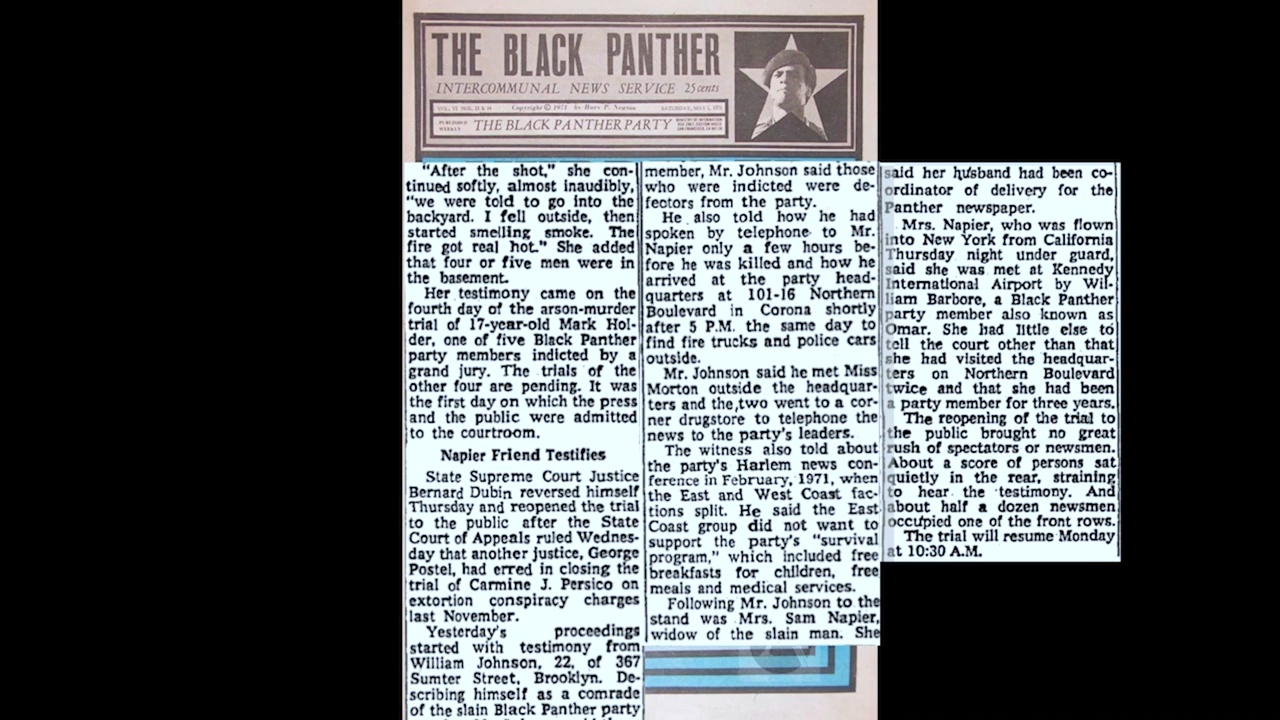 THE BLACK PANTHER
INTERCOMMUNAL NEWS SERVICE 25 cents
Copyright © 1971 by Huey P. Newton
PUBLISHED
WEEKLY
THE BLACK PANTHER PARTY
"After the shot," she con-
tinued softly, almost inaudibly,
"we were told to go into the
backyard. I fell outside, then
started smelling smoke. The
fire got real hot." She added
that four or five men were in
the basement.
Her testimony came on the
fourth day of the arson-murder
trial of 17-year-old Mark Hol-
der, one of five Black Panther
party members indicted by a
grand jury. The trials of the
other four are pending. It was
the first day on which the press
and the public were admitted
to the courtroom.
Napier Friend Testifies
State Supreme Court Justice
Bernard Dubin reversed himself
Thursday and reopened the trial
to the public after the State
Court of Appeals ruled Wednes-
day that another justice, George
Postel, had erred in closing the
trial of Carmine J. Persico on
extortion conspiracy charges
last November.
Yesterday's proceedings
started with testimony from
William Johnson, 22, of 367
Sumter Street, Brooklyn. De-
scribing himself as a comrade
of the slain Black Panther party
member, Mr. Johnson said those
who were indicted were de-
fectors from the party.
He also told how he had
spoken by telephone to Mr.
Napier only a few hours be-
fore he was killed and how he
arrived at the party head-
quarters at 101-16 Northern
Boulevard in Corona shortly
after 5 P.M. the same day to
find fire trucks and police cars
outside.
Mr. Johnson said he met Miss
Morton outside the headquar-
ters and the,two went to a cor-
ner drugstore to telephone the
news to the party's leaders.
The witness also told about
the party's Harlem news con-
ference in February, 1971, when
the East and West Coast fac-
tions split. He said the East
Coast group did not want to
support the party's "survival
program," which included free
breakfasts for children, free
meals and medical services.
Following Mr. Johnson to the
stand was Mrs. Sam Napier,
widow of the slain man. She
said her husband had been co-
ordinator of delivery for the
Panther newspaper.
Mrs. Napier, who was flown
into New York from California
Thursday night under guard,
said she was met at Kennedy
International Airport by Wil-
liam Barbore, a Black Panther
party member also known as
Omar. She had little else to
tell the court other than that
she had visited the headquar-
ters on Northern Boulevard
twice and that she had been
a party member for three years.
The reopening of the trial to
the public brought no great
rush of spectators or newsmen.
About a score of persons sat
quietly in the rear, straining
to hear the testimony. And
about half a dozen newsmen
occupied one of the front rows.
The trial will resume Monday
at 10:30 A.M.